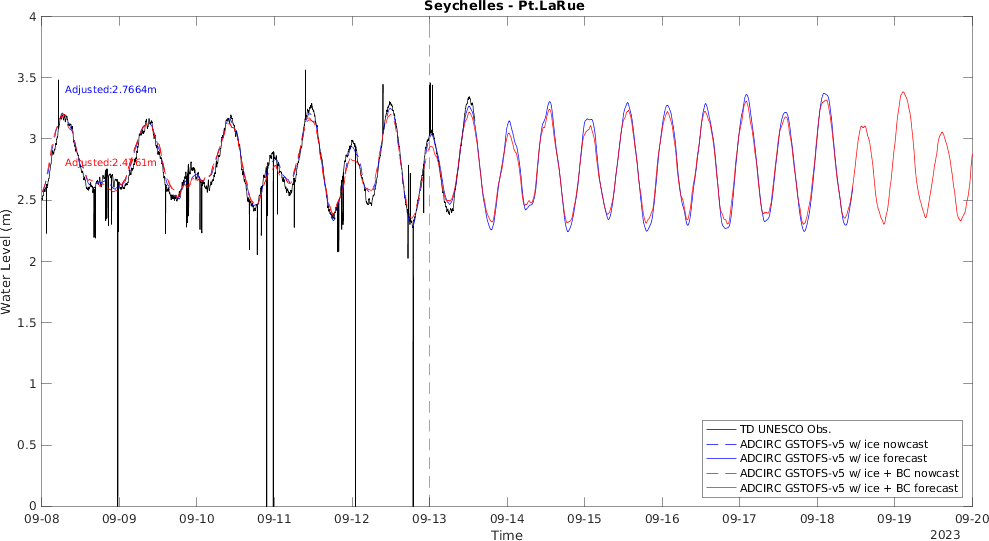 Seychelles - Pt.LaRue
4
3.5
3
2.5
2
1.5
1
0.5
0
Water Level (m)
Adjusted:2.7664m
Adjusted:2.4761m
TD UNESCO Obs.
ADCIRC GSTOFS-v5 w/ ice nowcast
ADCIRC GSTOFS-v5 w/ ice forecast
ADCIRC GSTOFS-v5 w/ ice + BC nowcast
ADCIRC GSTOFS-v5 w/ ice + BC forecast
09-08 09-09 09-10 09-11 09-12 09-13 09-14 09-15 09-16 09-17 09-18 09-19 09-20
Time
2023